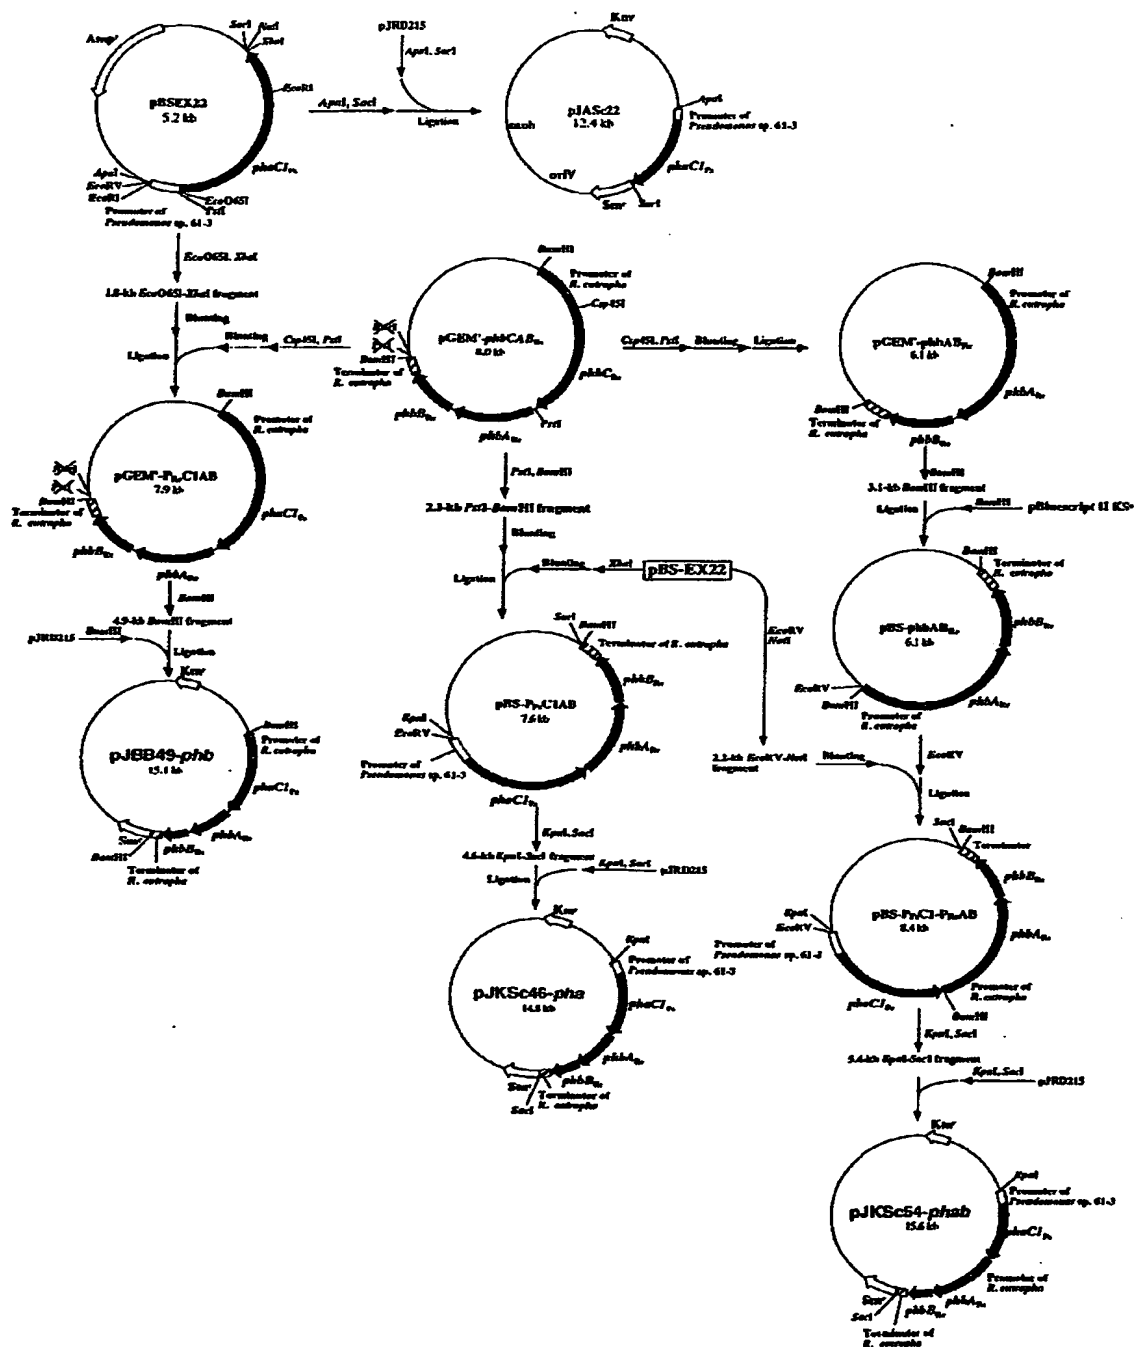 Ampr
SacI
NotI
XbaI
EcoRI
pBSEX22
5.2 kb
phaC1Ps
ApaI
EcoRV
EcoRI
EcoO65I
PstI
Promoter of
Pseudomonas sp. 61-3
ApaI, SacI
Ligation
pJRD215
ApaI, SacI
Kmr
pJASc22
12.4 kb
ApaI
Promoter of
Pseudomonas sp. 61-3
phaC1Ps
SacI
Smr
oriV
EcoO65I, XbaI
1.8-kb EcoO65I-XbaI fragment
Blunting
Ligation
Blunting
Csp45I, PstI
BamHI
Promoter of
R. eutropha
Csp45I
pGEM'-phbCABRe
8.0 kb
BamHI
Terminator of
R. eutropha
phbCRe
PstI
phbBRe
phbARe
Csp45I, PstI
Blunting
Ligation
BamHI
Promoter of
R. eutropha
pGEM'-phbABRe
6.1 kb
phbARe
BamHI
Terminator of
R. eutropha
phbBRe
BamHI
Promoter of
R. eutropha
pGEM'-PReC1AB
7.9 kb
BamHI
Terminator of
R. eutropha
phaC1Ps
phbBRe
phbARe
BamHI
4.9-kb BamHI fragment
pJRD215
BamHI
Ligation
Kmr
BamHI
Promoter of
R. eutropha
pJBB49-phb
phaC1Ps
Smr
BamHI
phbBRe
phbARe
Terminator of
R. eutropha
PstI, BamHI
2.3-kb PstI-BamHI fragment
Blunting
Ligation
Blunting
XbaI
pBS-EX22
SacI
BamHI
Terminator of R. eutropha
phbBRe
pBS-PPsC1AB
7.6 kb
KpnI
EcoRV
phbARe
Promoter of
Pseudomonas sp. 61-3
phaC1Ps
KpnI, SacI
4.6-kb KpnI-SacI fragment
Ligation
KpnI, SacI
pJRD215
Kmr
KpnI
Promoter of
Pseudomonas sp. 61-3
pJKSc46-pha
phaC1Ps
phbARe
Smr
phbBRe
SacI
Terminator of
R. eutropha
EcoRV
NotI
2.2-kb EcoRV-NotI
fragment
Blunting
BamHI
3.1-kb BamHI fragment
Ligation
BamHI
pBluescript II KS+
BamHI
Terminator of
R. eutropha
pBS-phbABRe
6.1 kb
phbBRe
phbARe
EcoRV
BamHI
Promoter of
R. eutropha
EcoRV
Ligation
SacI
BamHI
Terminator
phbBRe
pBS-PPsC1-PReAB
8.4 kb
KpnI
EcoRV
phbARe
Promoter of
Pseudomonas sp. 61-3
Promoter of
R. eutropha
phaC1Ps
BamHI
KpnI, SacI
5.4-kb KpnI-SacI fragment
KpnI, SacI
pJRD215
Kmr
KpnI
Promoter of
Pseudomonas sp. 61-3
pJKSc54-phab
15.6 kb
phaC1Ps
Promoter of
R. eutropha
Smr
SacI
phbBRe
phbARe
Terminator of
R. eutropha